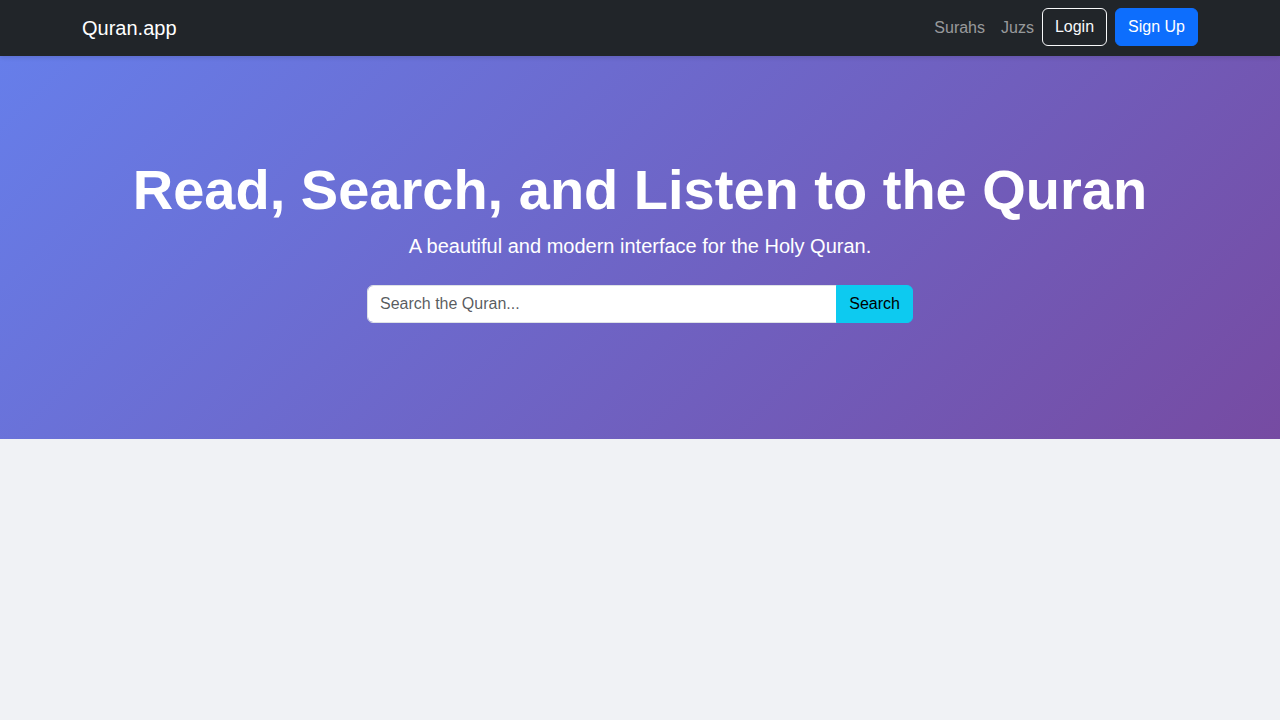 Quran.app
Surahs
Juzs
Login
Sign Up
Read, Search, and Listen to the Quran
A beautiful and modern interface for the Holy Quran.
Search the Quran...
Search